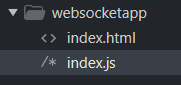 websocketapp
<> index.html
/* index.js